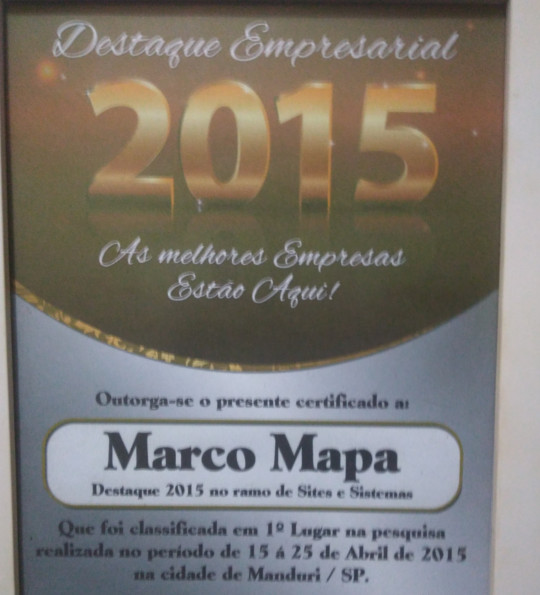 Destaque Empresarial
2015
As melhores Empresas
Estão Aqui!
Outorga-se o presente certificado a:
Marco Mapa
Destaque 2015 no ramo de Sites e Sistemas
Que foi classificada em 1º Lugar na pesquisa
realizada no período de 15 á 25 de Abril de 2015
na cidade de Manduri / SP.